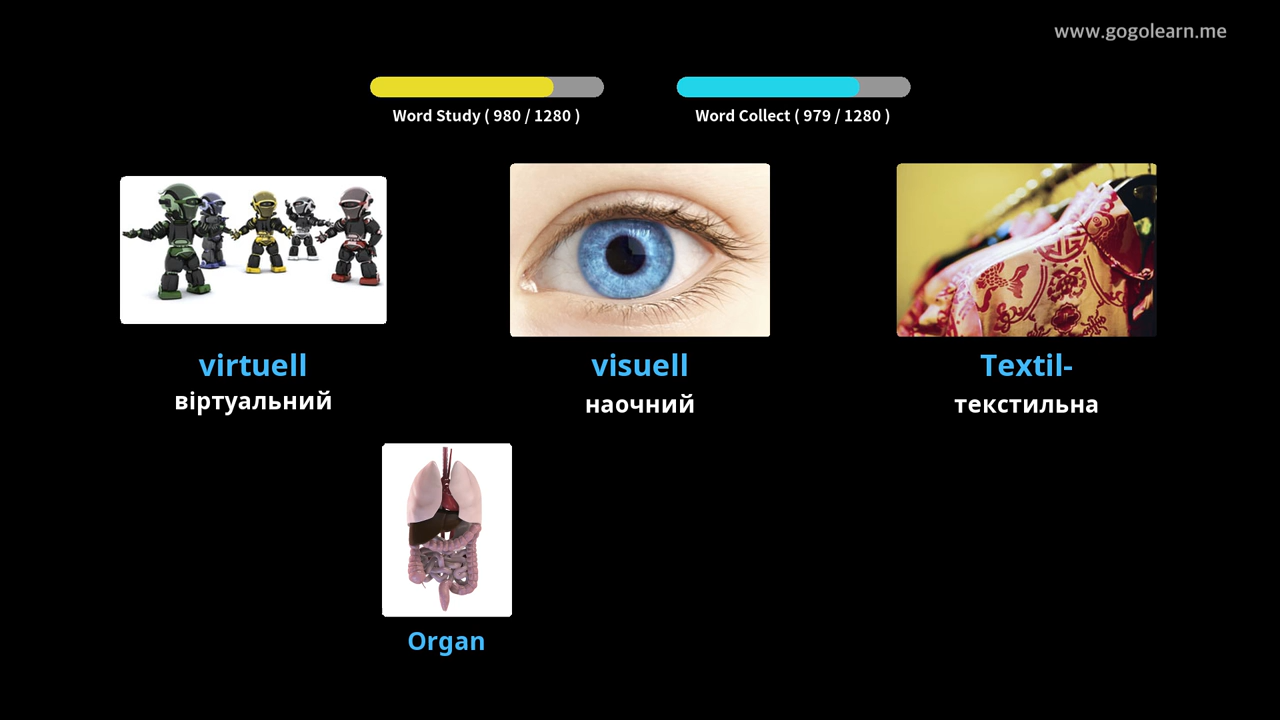 www.gogolearn.me
Word Study ( 980 / 1280 )
Word Collect ( 979 / 1280 )
virtuell
віртуальний
visuell
наочний
Textil-
текстильна
Organ